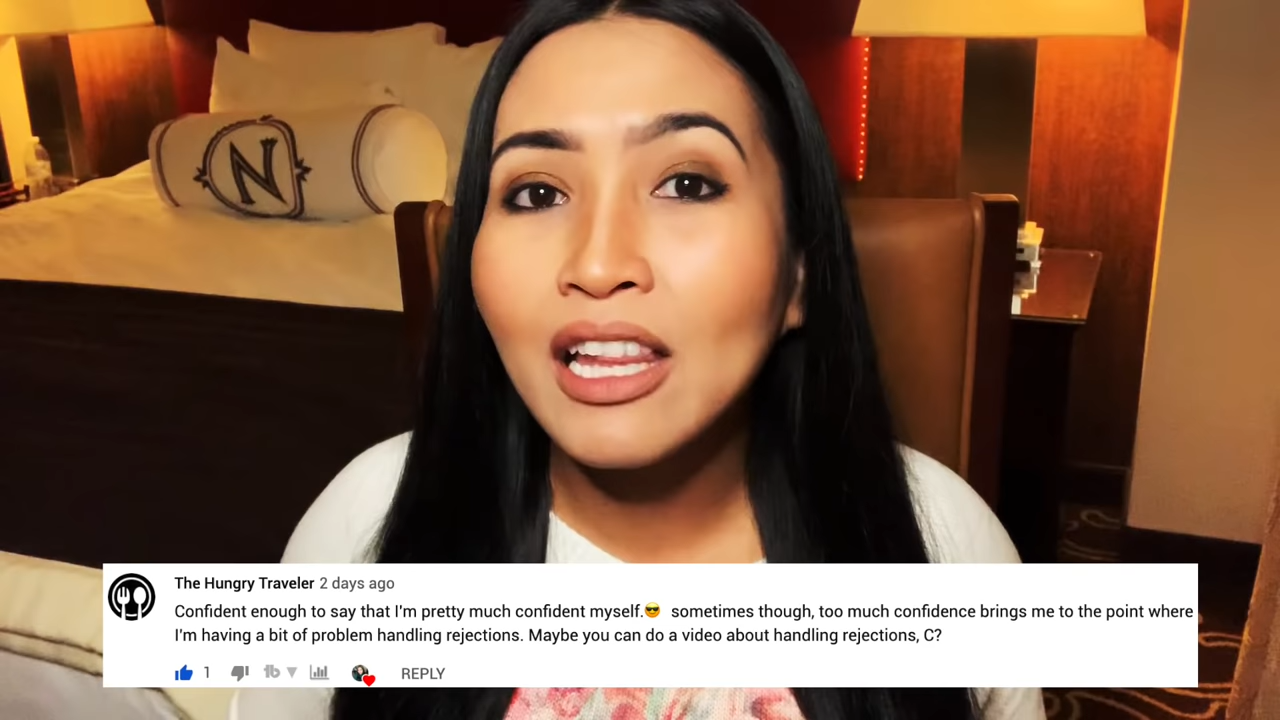 N
The Hungry Traveler 2 days ago
Confident enough to say that I'm pretty much confident myself.😎 sometimes though, too much confidence brings me to the point where
I'm having a bit of problem handling rejections. Maybe you can do a video about handling rejections, C?
1 tb REPLY